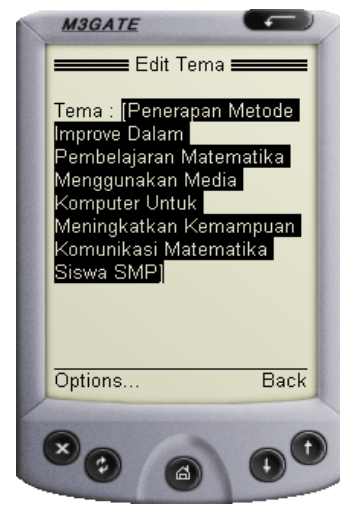 M3GATE
Edit Tema
Tema : [Penerapan Metode
Improve Dalam
Pembelajaran Matematika
Menggunakan Media
Komputer Untuk
Meningkatkan Kemampuan
Komunikasi Matematika
Siswa SMP]
Options... Back